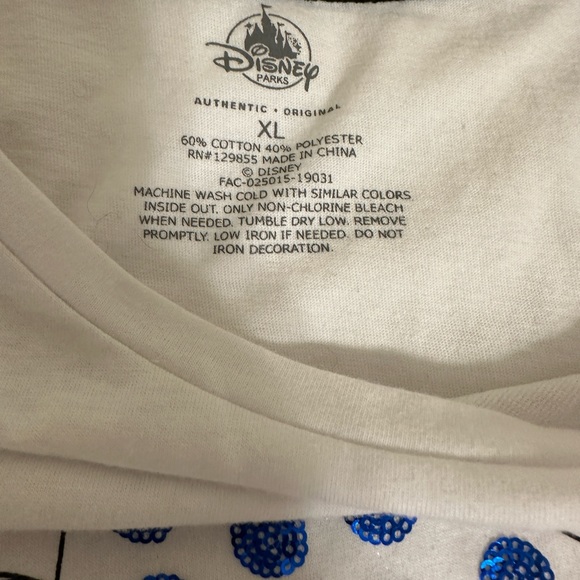 Disney
PARKS
AUTHENTIC • ORIGINAL
XL
60% COTTON 40% POLYESTER
RN#129855 MADE IN CHINA
© DISNEY
FAC-025015-19031
MACHINE WASH COLD WITH SIMILAR COLORS
INSIDE OUT. ONLY NON-CHLORINE BLEACH
WHEN NEEDED. TUMBLE DRY LOW. REMOVE
PROMPTLY. LOW IRON IF NEEDED. DO NOT
IRON DECORATION.